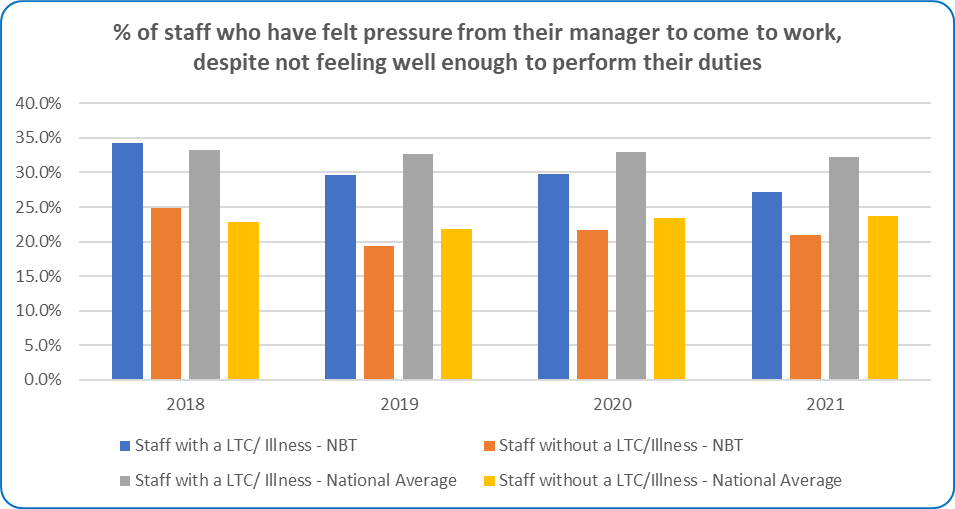 % of staff who have felt pressure from their manager to come to work,
despite not feeling well enough to perform their duties
40.0%
35.0%
30.0%
25.0%
20.0%
15.0%
10.0%
5.0%
0.0%
2018 2019 2020 2021
Staff with a LTC/ Illness - NBT Staff without a LTC/Illness - NBT
Staff with a LTC/ Illness - National Average Staff without a LTC/Illness - National Average